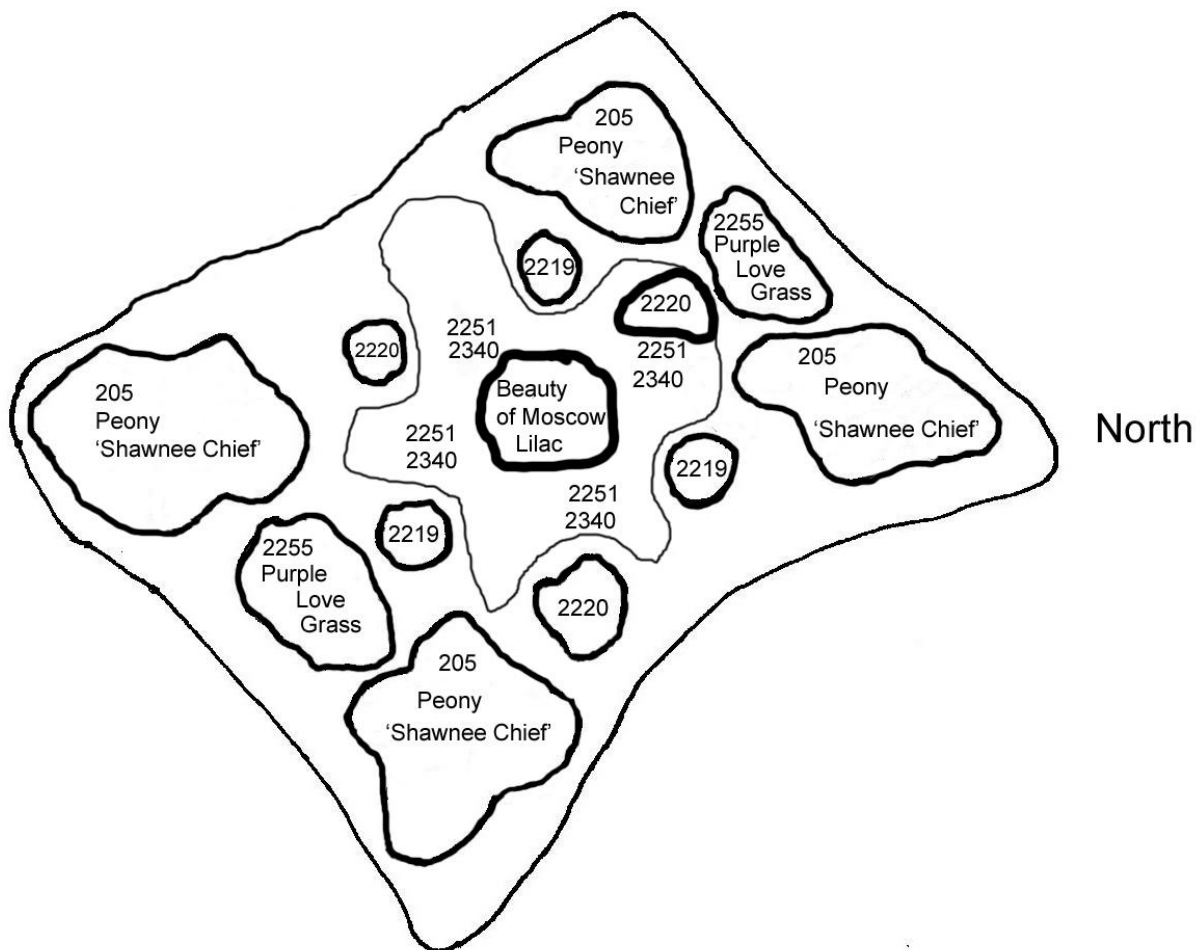 205
Peony
‘Shawnee
Chief’
2255
Purple
Love
Grass
2219
2220
2251
2340
2220
2251
2340
205
Peony
‘Shawnee Chief’
205
Peony
‘Shawnee Chief’
Beauty
of Moscow
Lilac
North
2251
2340
2219
2251
2340
2219
2255
Purple
Love
Grass
2220
205
Peony
‘Shawnee Chief’